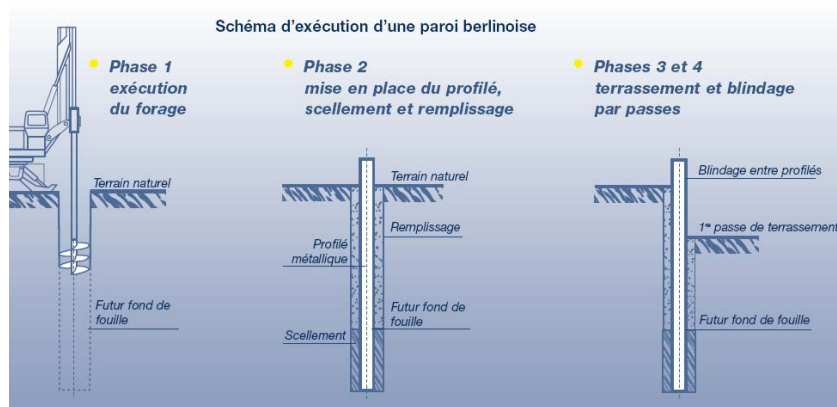 Schéma d'exécution d'une paroi berlinoise
Phase 1
exécution
du forage
Phase 2
mise en place du profilé,
scellement et remplissage
Phases 3 et 4
terrassement et blindage
par passes
Terrain naturel
Futur fond de
fouille
Terrain naturel
Remplissage
Profilé
métallique
Futur fond de
fouille
Scellement
Blindage entre profilés
1re passe de terrassement
Futur fond de fouille